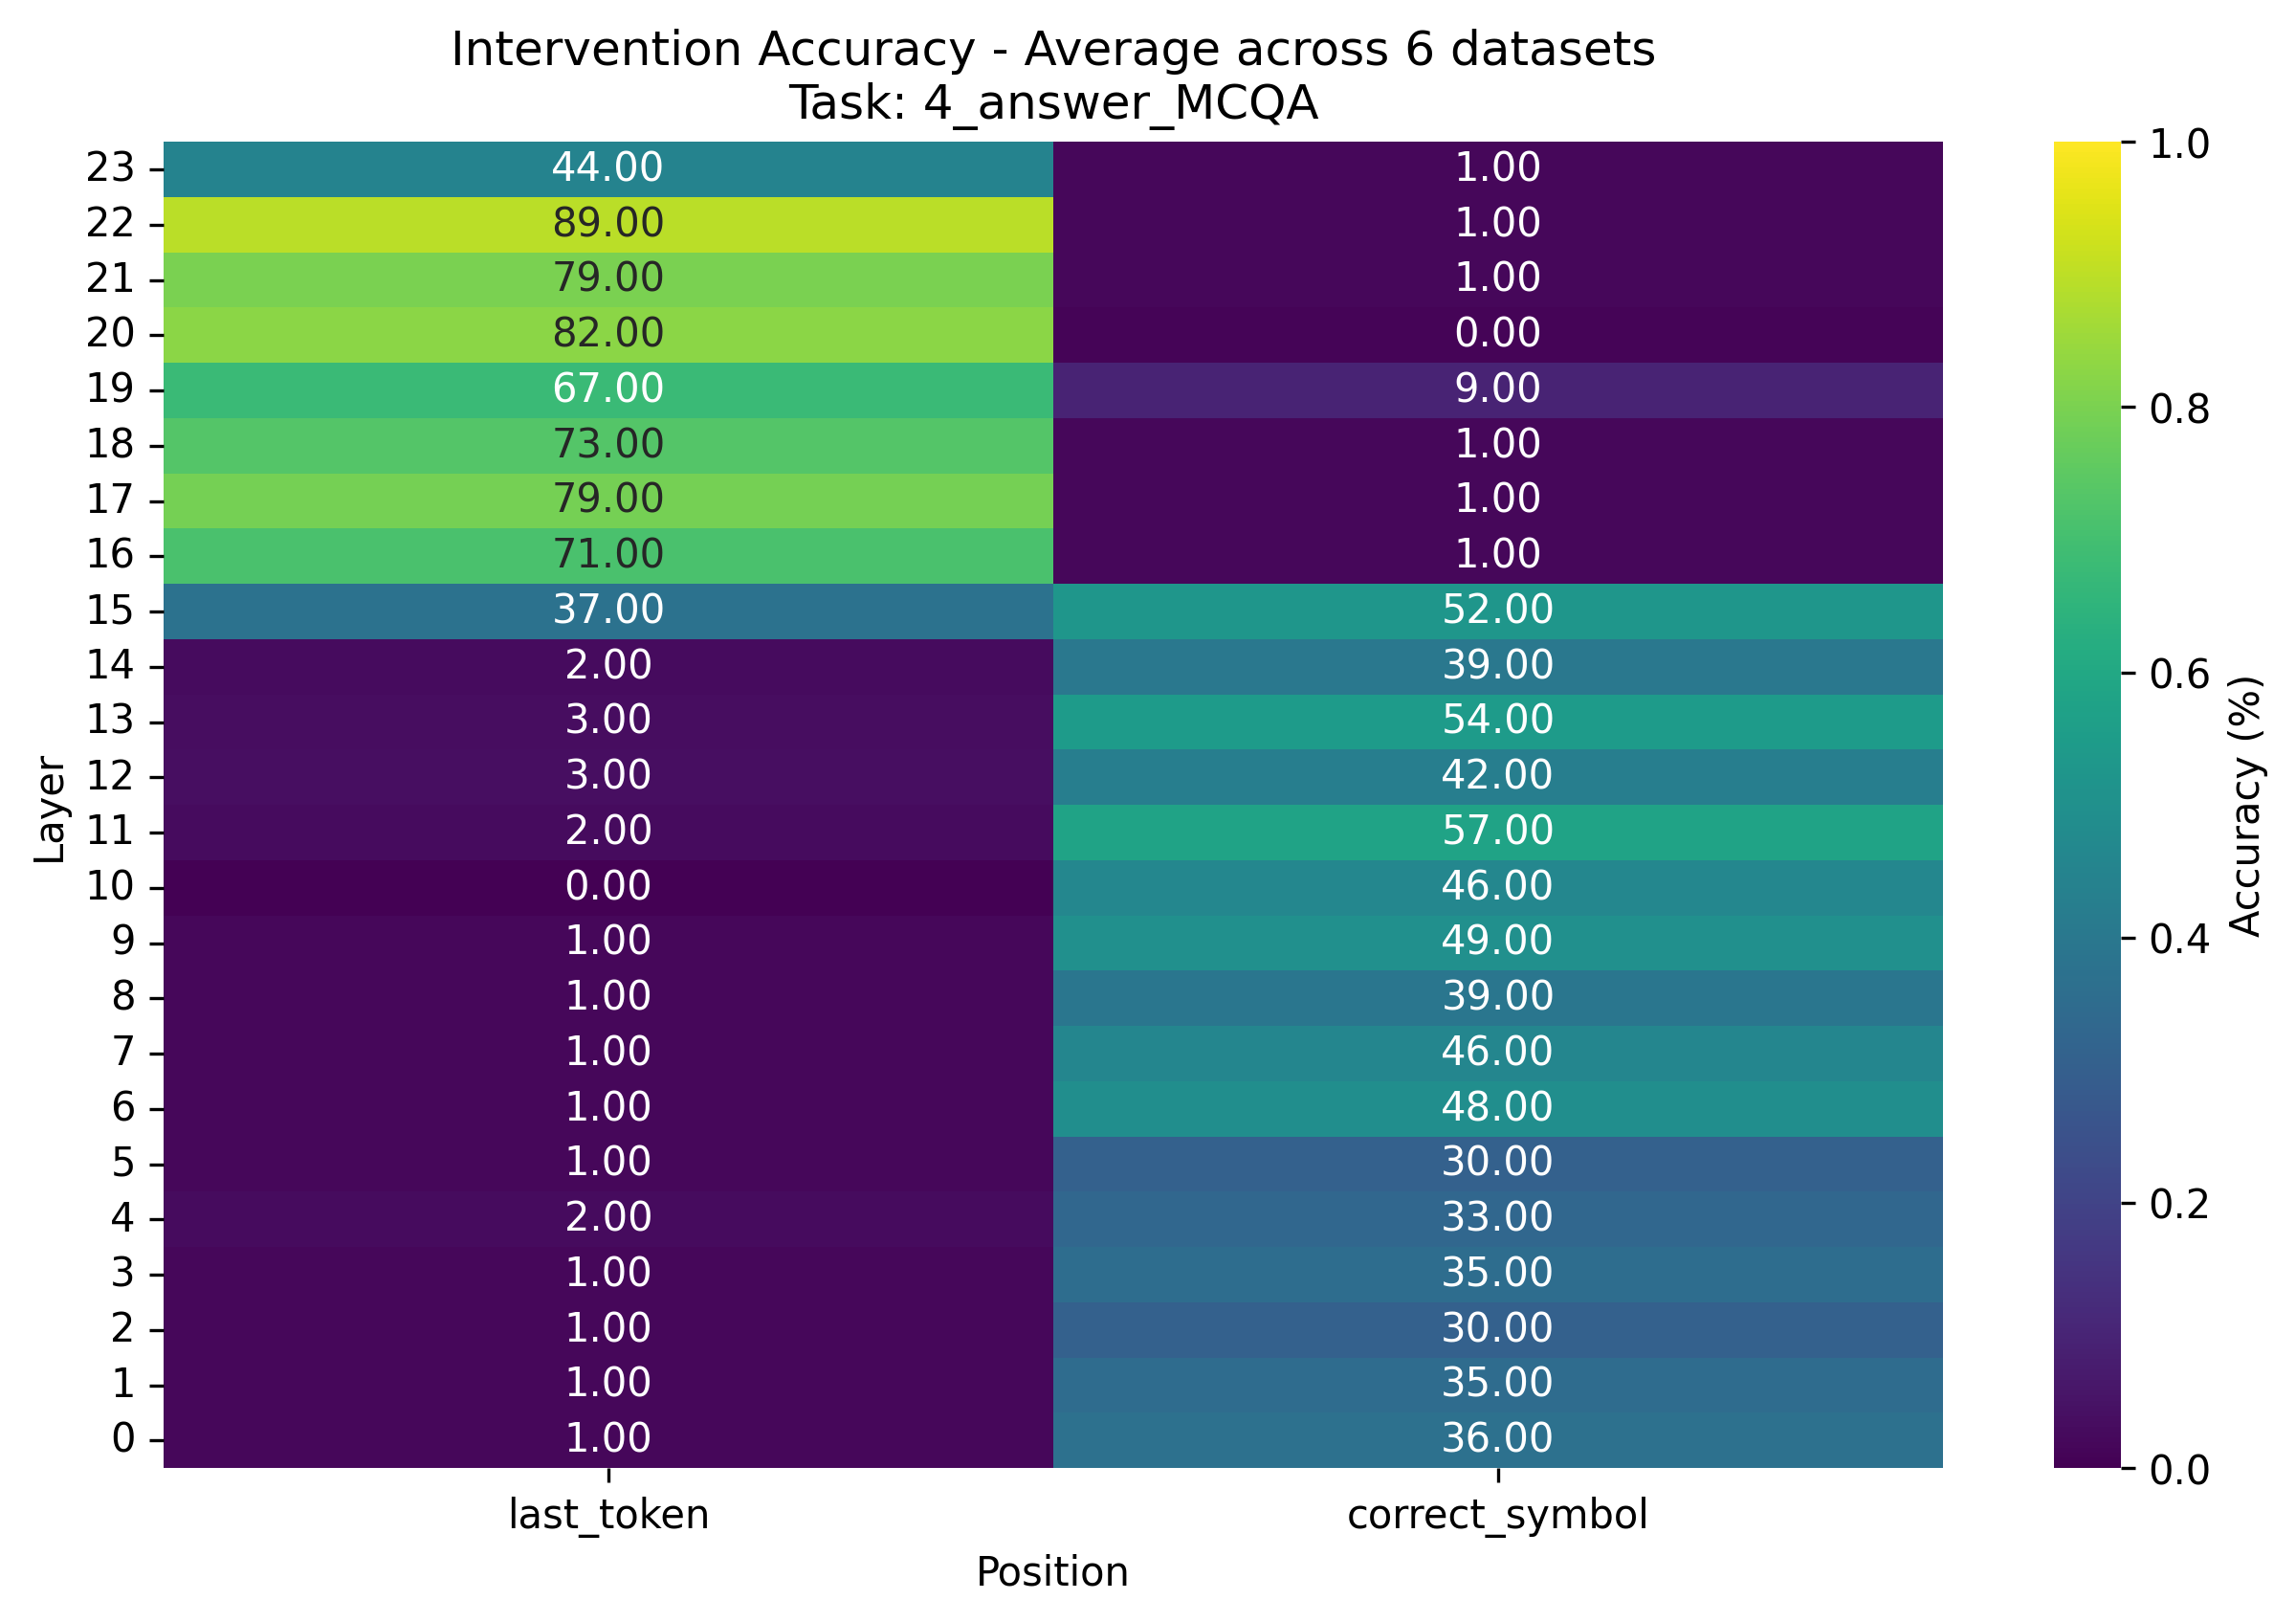 Intervention Accuracy - Average across 6 datasets
Task: 4_answer_MCQA
23 44.00 1.00
22 89.00 1.00
21 79.00 1.00
20 82.00 0.00
19 67.00 9.00
18 73.00 1.00
17 79.00 1.00
16 71.00 1.00
15 37.00 52.00
14 2.00 39.00
13 3.00 54.00
12 3.00 42.00
11 2.00 57.00
10 0.00 46.00
9 1.00 49.00
8 1.00 39.00
7 1.00 46.00
6 1.00 48.00
5 1.00 30.00
4 2.00 33.00
3 1.00 35.00
2 1.00 30.00
1 1.00 35.00
0 1.00 36.00
Layer
last_token correct_symbol
Position
1.0
0.8
0.6
0.4
0.2
0.0
Accuracy (%)